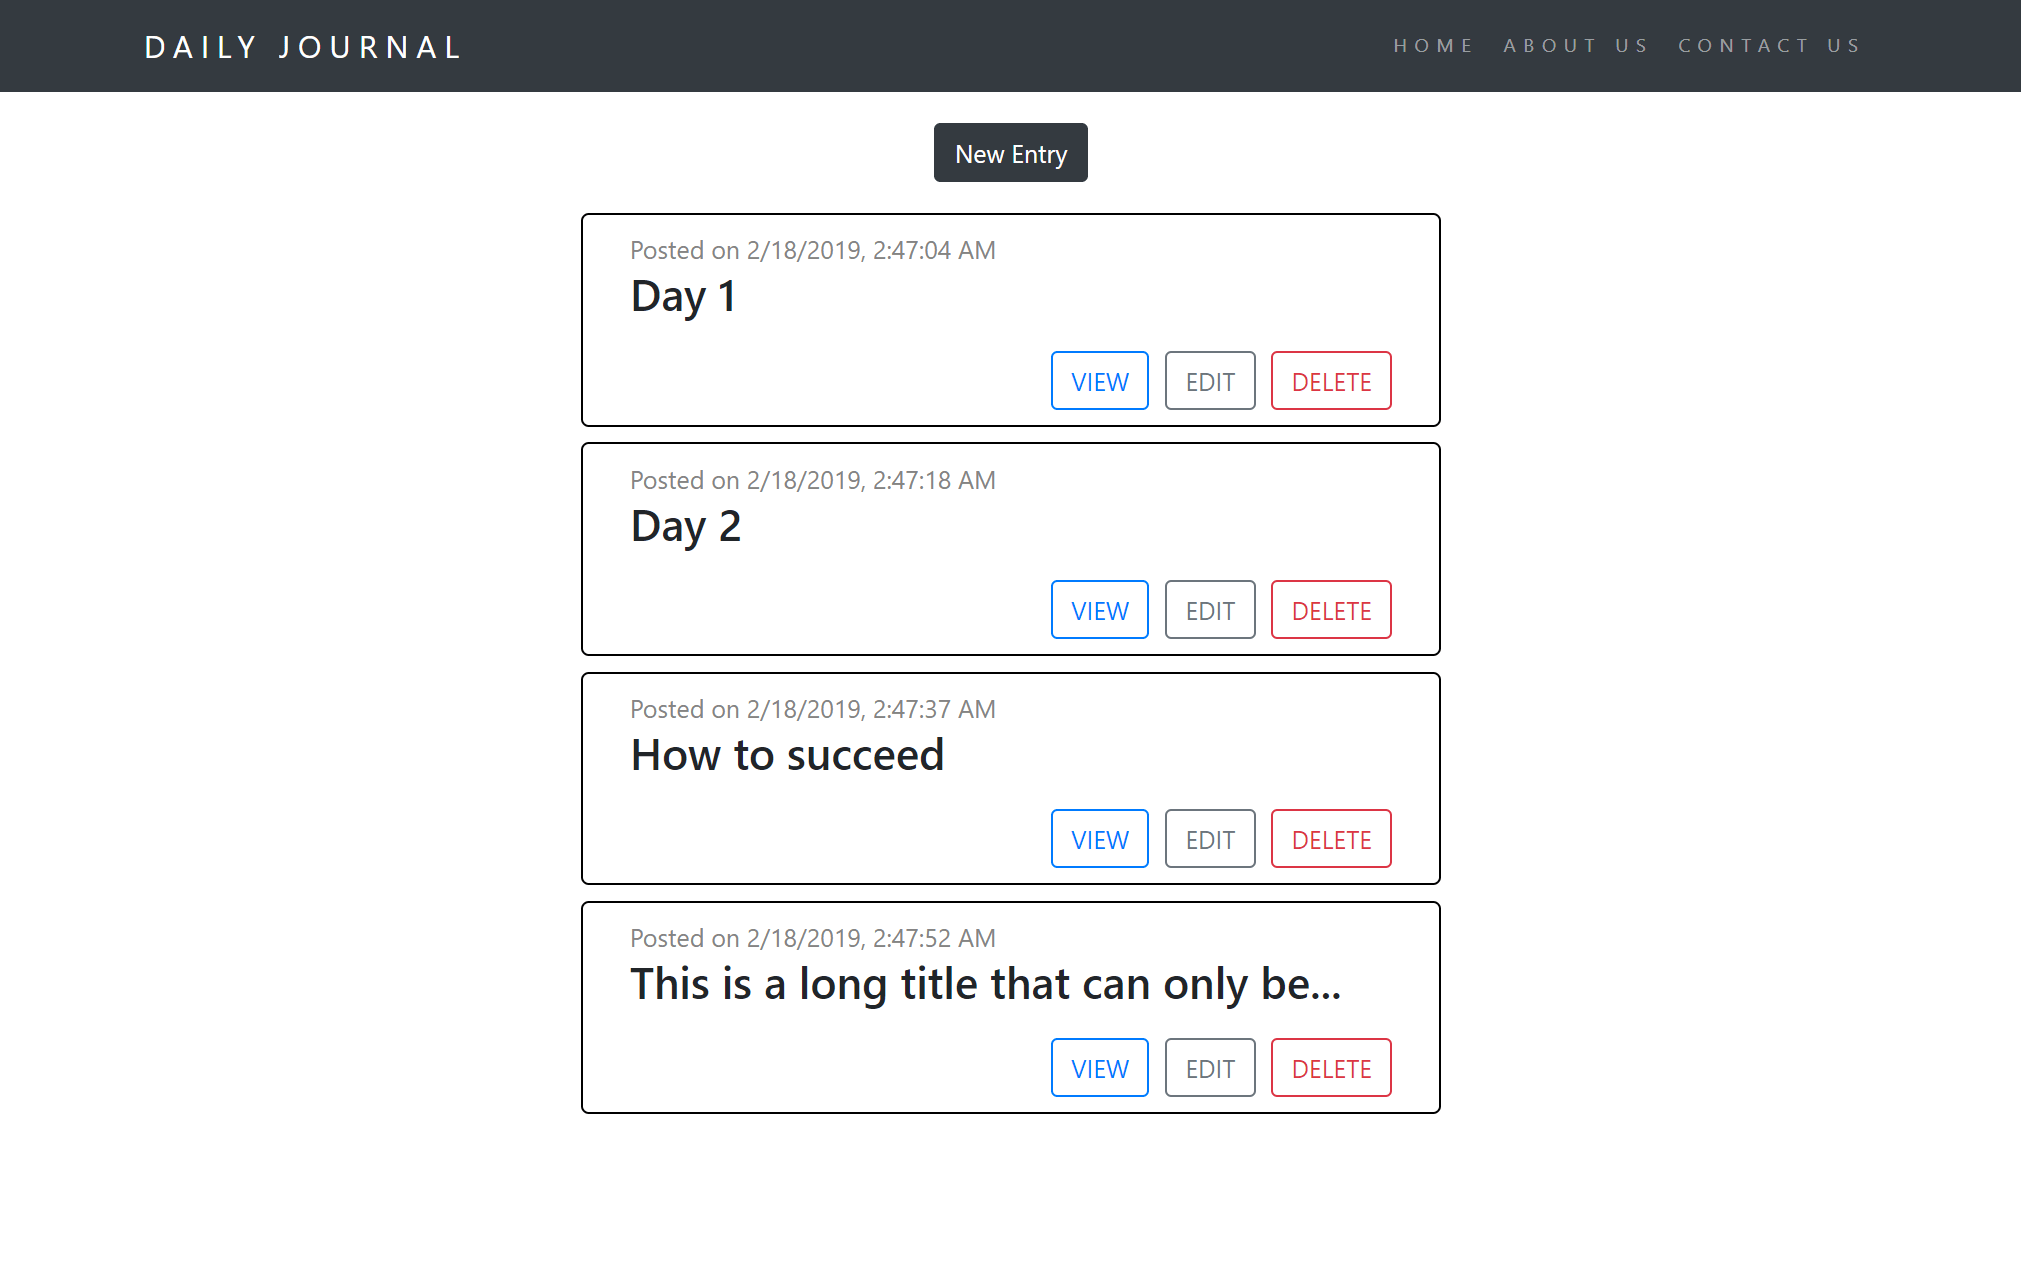 DAILY JOURNAL HOME ABOUT US CONTACT US
New Entry
Posted on 2/18/2019, 2:47:04 AM
Day 1
VIEW EDIT DELETE
Posted on 2/18/2019, 2:47:18 AM
Day 2
VIEW EDIT DELETE
Posted on 2/18/2019, 2:47:37 AM
How to succeed
VIEW EDIT DELETE
Posted on 2/18/2019, 2:47:52 AM
This is a long title that can only be...
VIEW EDIT DELETE